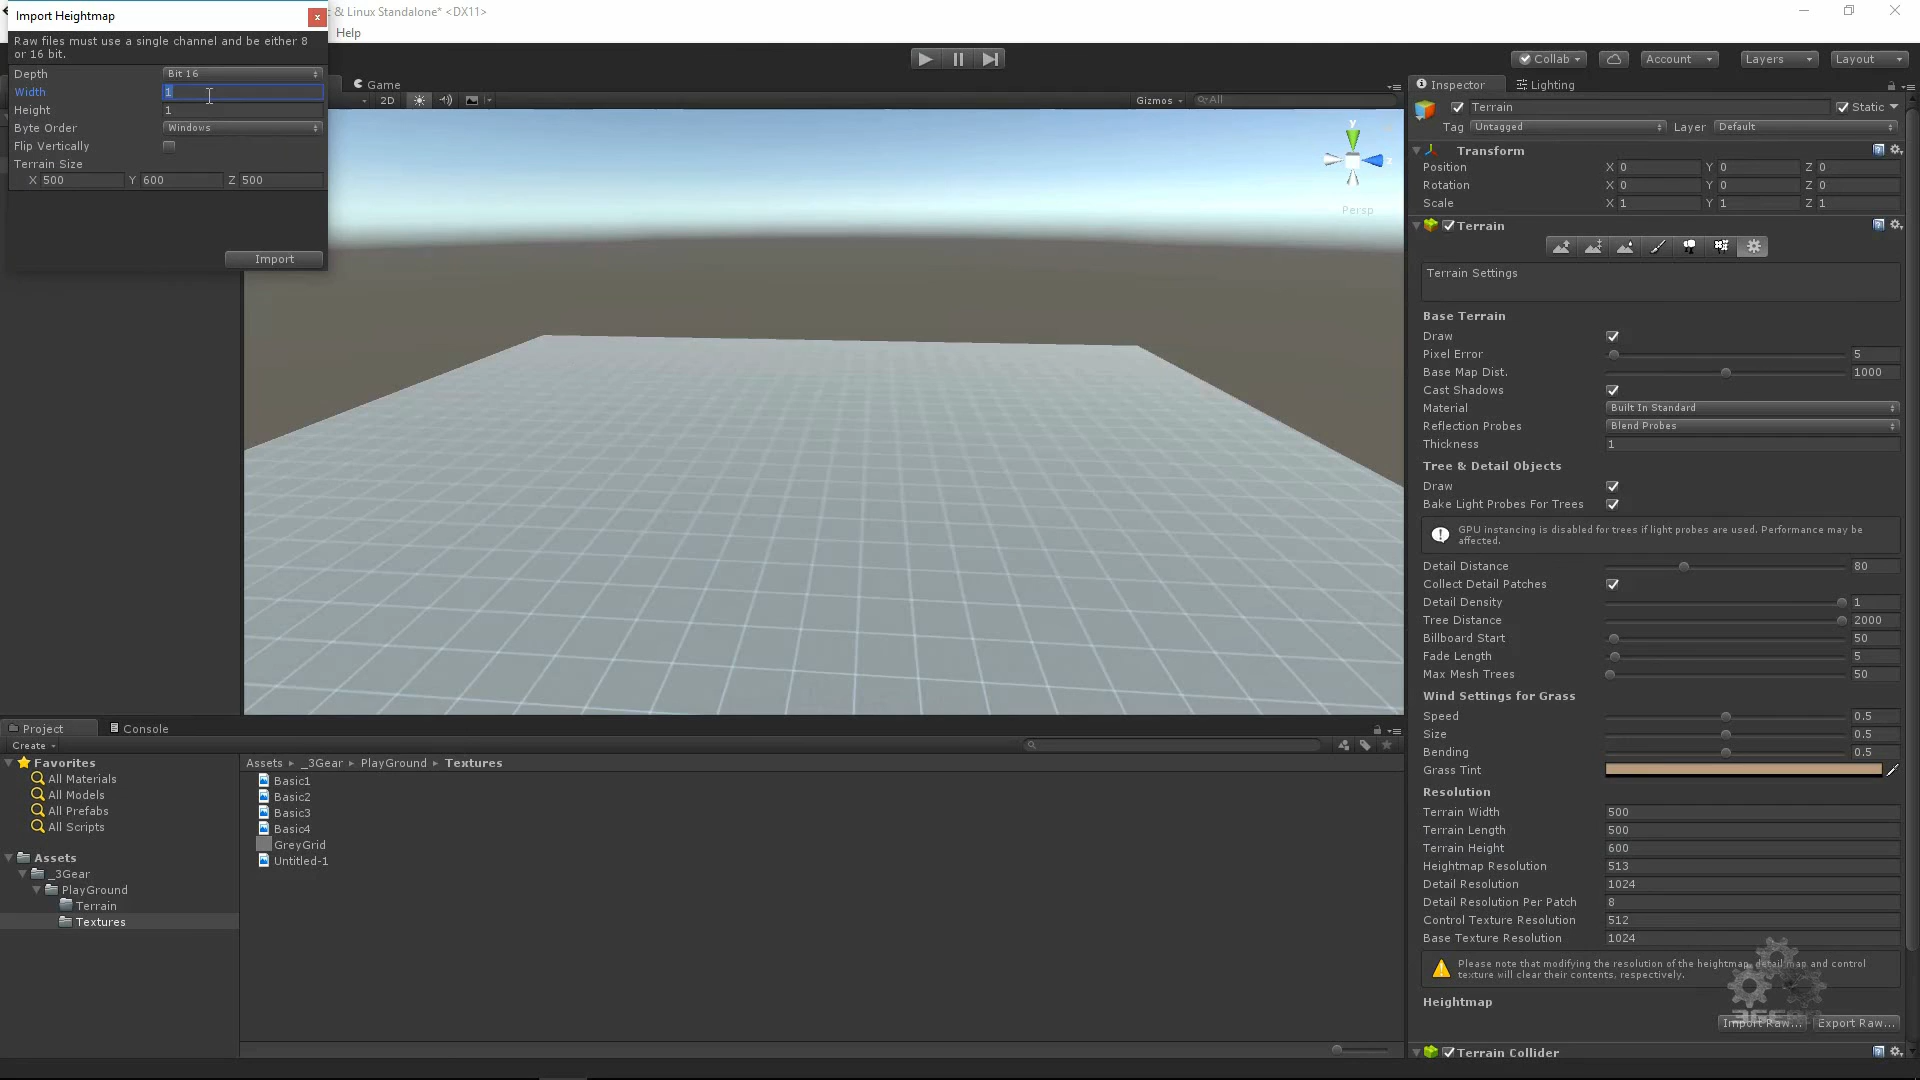 Import Heightmap
x
& Linux Standalone* <DX11>
Help
Raw files must use a single channel and be either 8
or 16 bit.
Depth Bit 16
Width 1
Height 1
Byte Order Windows
Flip Vertically
Terrain Size
X 500 Y 600 Z 500
Import
Collab
Account
Layers
Layout
Game
2D
Gizmos
All
y
z
Persp
Inspector
Lighting
Terrain
Static
Tag Untagged Layer Default
Transform
Position X 0 Y 0 Z 0
Rotation X 0 Y 0 Z 0
Scale X 1 Y 1 Z 1
Terrain
Terrain Settings
Base Terrain
Draw
Pixel Error 5
Base Map Dist. 1000
Cast Shadows
Material Built In Standard
Reflection Probes Blend Probes
Thickness 1
Tree & Detail Objects
Draw
Bake Light Probes For Trees
GPU instancing is disabled for trees if light probes are used. Performance may be
affected.
Detail Distance 80
Collect Detail Patches
Detail Density 1
Tree Distance 2000
Billboard Start 50
Fade Length 5
Max Mesh Trees 50
Wind Settings for Grass
Speed 0.5
Size 0.5
Bending 0.5
Grass Tint
Resolution
Terrain Width 500
Terrain Length 500
Terrain Height 600
Heightmap Resolution 513
Detail Resolution 1024
Detail Resolution Per Patch 8
Control Texture Resolution 512
Base Texture Resolution 1024
Please note that modifying the resolution of the heightmap, detail map and control
texture will clear their contents, respectively.
Heightmap
Import Raw... Export Raw...
3GEAR
Terrain Collider
Project
Console
Create
Favorites
All Materials
All Models
All Prefabs
All Scripts
Assets
_3Gear
PlayGround
Terrain
Textures
Assets _3Gear PlayGround Textures
Basic1
Basic2
Basic3
Basic4
GreyGrid
Untitled-1